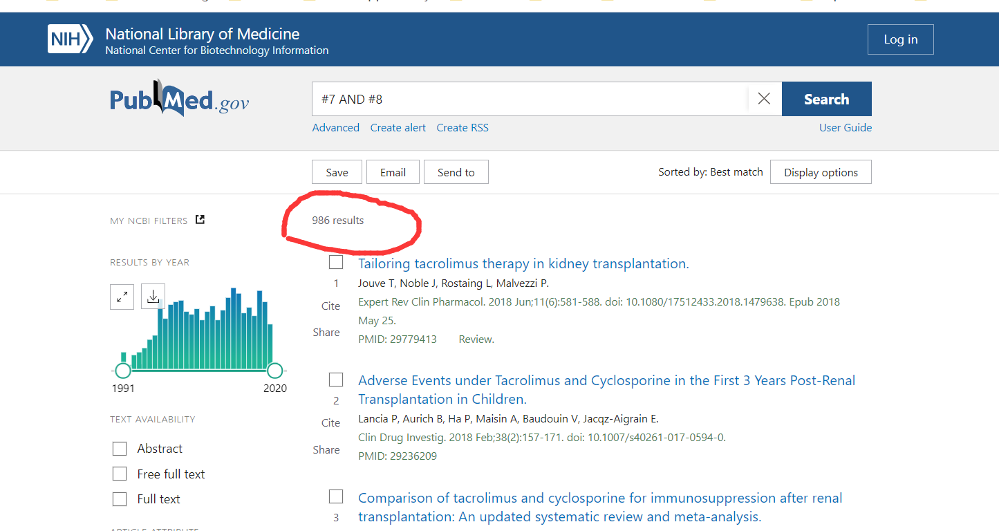 NIH National Library of Medicine
National Center for Biotechnology Information
Log in
PubMed.gov
#7 AND #8
Search
Advanced Create alert Create RSS
User Guide
Save Email Send to
Sorted by: Best match Display options
MY NCBI FILTERS
986 results
RESULTS BY YEAR
1991 2020
TEXT AVAILABILITY
Abstract
Free full text
Full text
Tailoring tacrolimus therapy in kidney transplantation.
1
Jouve T, Noble J, Rostaing L, Malvezzi P.
Cite
Expert Rev Clin Pharmacol. 2018 Jun;11(6):581-588. doi: 10.1080/17512433.2018.1479638. Epub 2018
May 25.
Share
PMID: 29779413 Review.
Adverse Events under Tacrolimus and Cyclosporine in the First 3 Years Post-Renal
2
Transplantation in Children.
Cite
Lancia P, Aurich B, Ha P, Maisin A, Baudouin V, Jacqz-Aigrain E.
Clin Drug Investig. 2018 Feb;38(2):157-171. doi: 10.1007/s40261-017-0594-0.
Share
PMID: 29236209
Comparison of tacrolimus and cyclosporine for immunosuppression after renal
3
transplantation: An updated systematic review and meta-analysis.
ARTICLE ATTRIBUTE